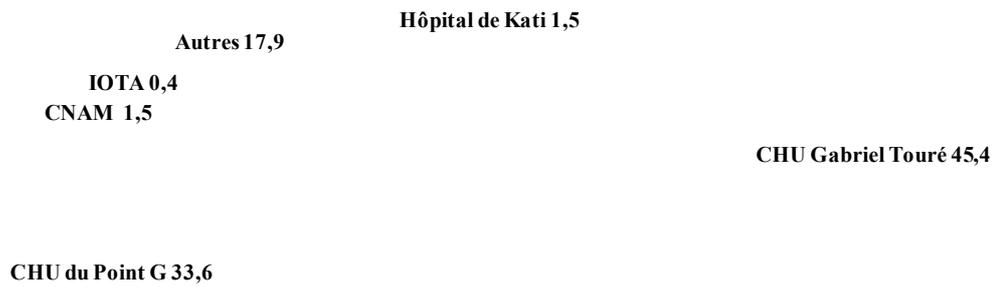 Hôpital de Kati 1,5
Autres 17,9
IOTA 0,4
CNAM 1,5
CHU Gabriel Touré 45,4
CHU du Point G 33,6